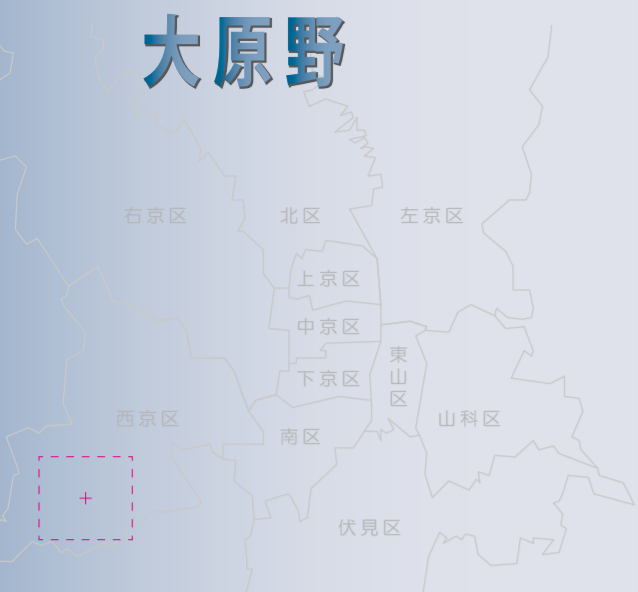 大原野
右京区
北区
左京区
上京区
中京区
下京区
東山区
西京区
南区
山科区
伏見区